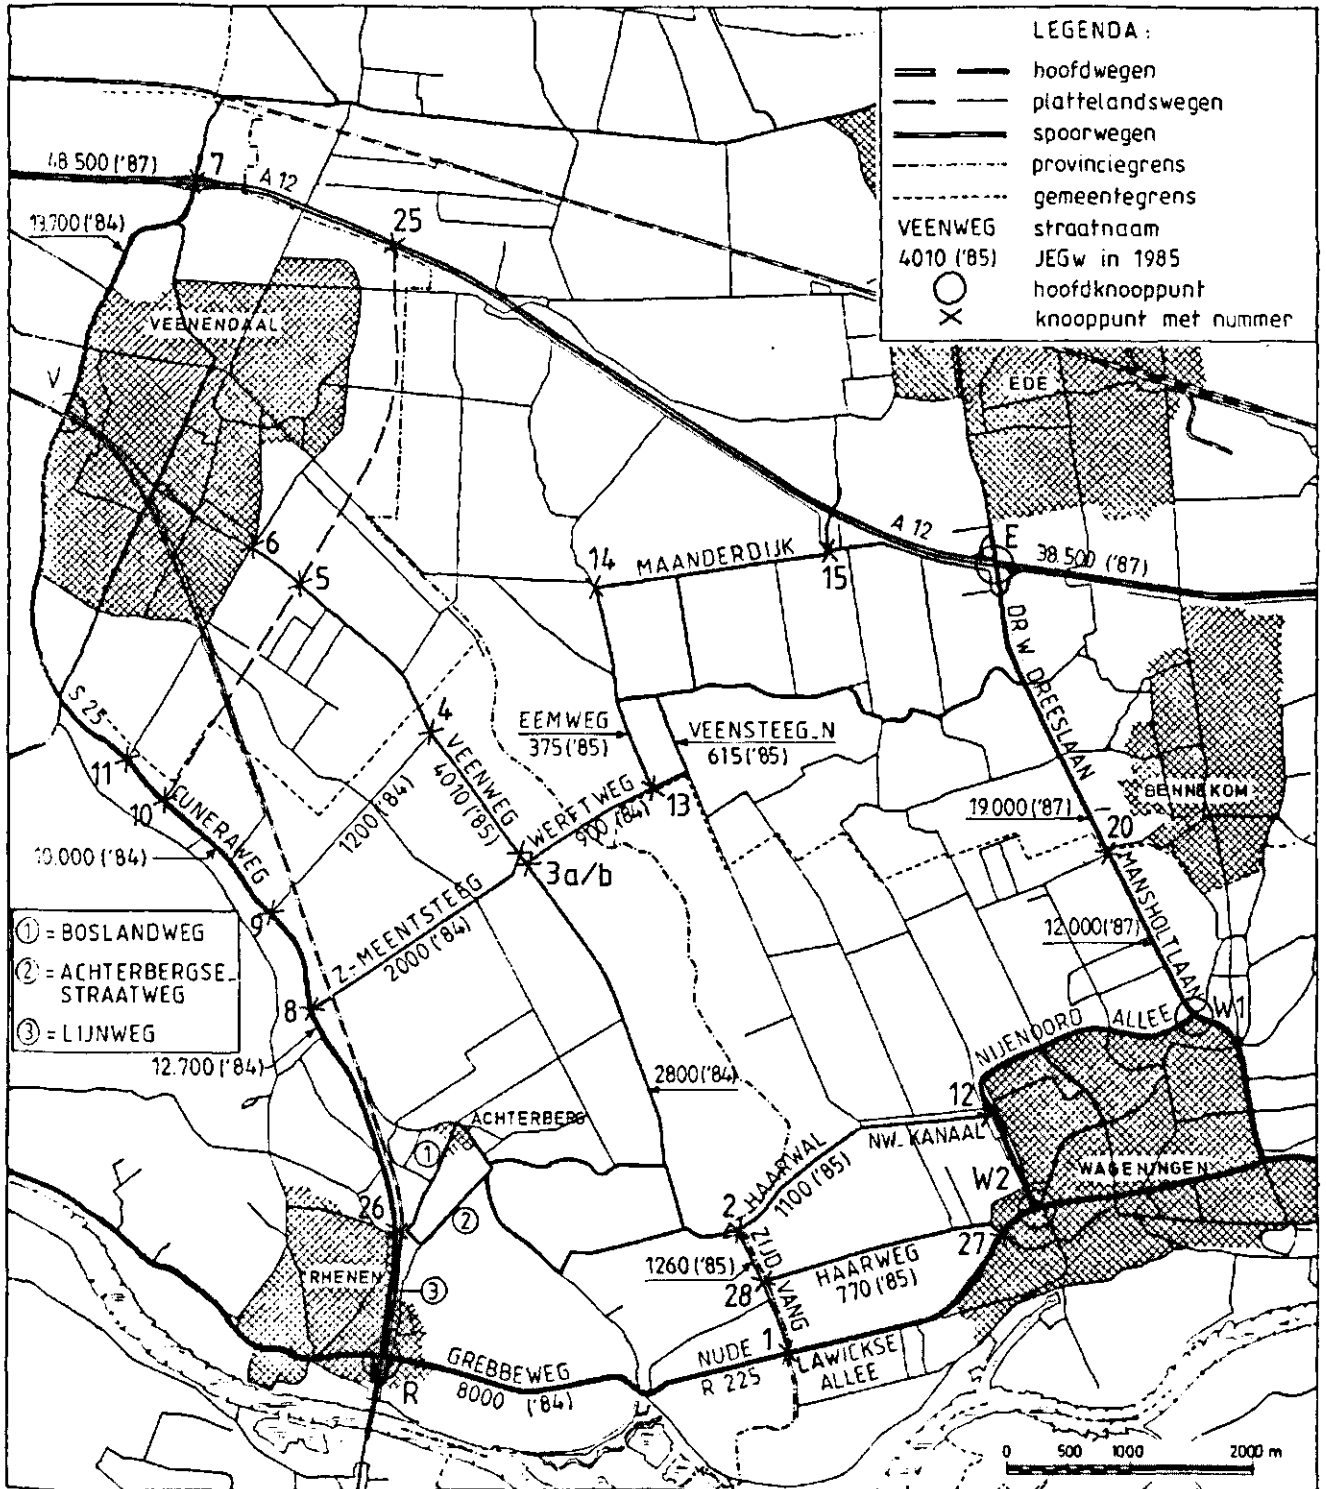 LEGENDA :
hoofdwegen
plattelandswegen
spoorwegen
provinciegrens
gemeentegrens
VEENWEG straatnaam
4010 ('85) JEGw in 1985
hoofdknooppunt
knooppunt met nummer
48.500 ('87)
7
A 12
25
13.700 ('84)
VEENENDAAL
V
EDE
6
5
14
MAANDERDIJK
15
A 12
E
38.500 ('87)
DR W. DREESLAAN
S 25
4
VEENWEG
4010 ('85)
EEMWEG
375 ('85)
VEENSTEEG_N
615 ('85)
11
10
CUNERAWEG
1200 ('84)
WERFTWEG
900 ('84)
13
BENNEKOM
19.000 ('87)
20
10.000 ('84)
3a/b
MANSHOLTLAAN
9
Z-MEENTSTEEG
2000 ('84)
12.000 ('87)
① = BOSLANDWEG
② = ACHTERBERGSE_
STRAATWEG
③ = LIJNWEG
8
12.700 ('84)
W1
NIJENOORD ALLEE
2800 ('84)
12
ACHTERBERG
①
NW_KANAAL
HAARWAL
1100 ('85)
WAGENINGEN
W2
26
②
2
ZIJD_VANG
27
1260 ('85)
HAARWEG
770 ('85)
28
RHENEN
③
1
NUDE
R 225
LAWICKSE
ALLEE
GREBBEWEG
8000 ('84)
R
0 500 1000 2000 m